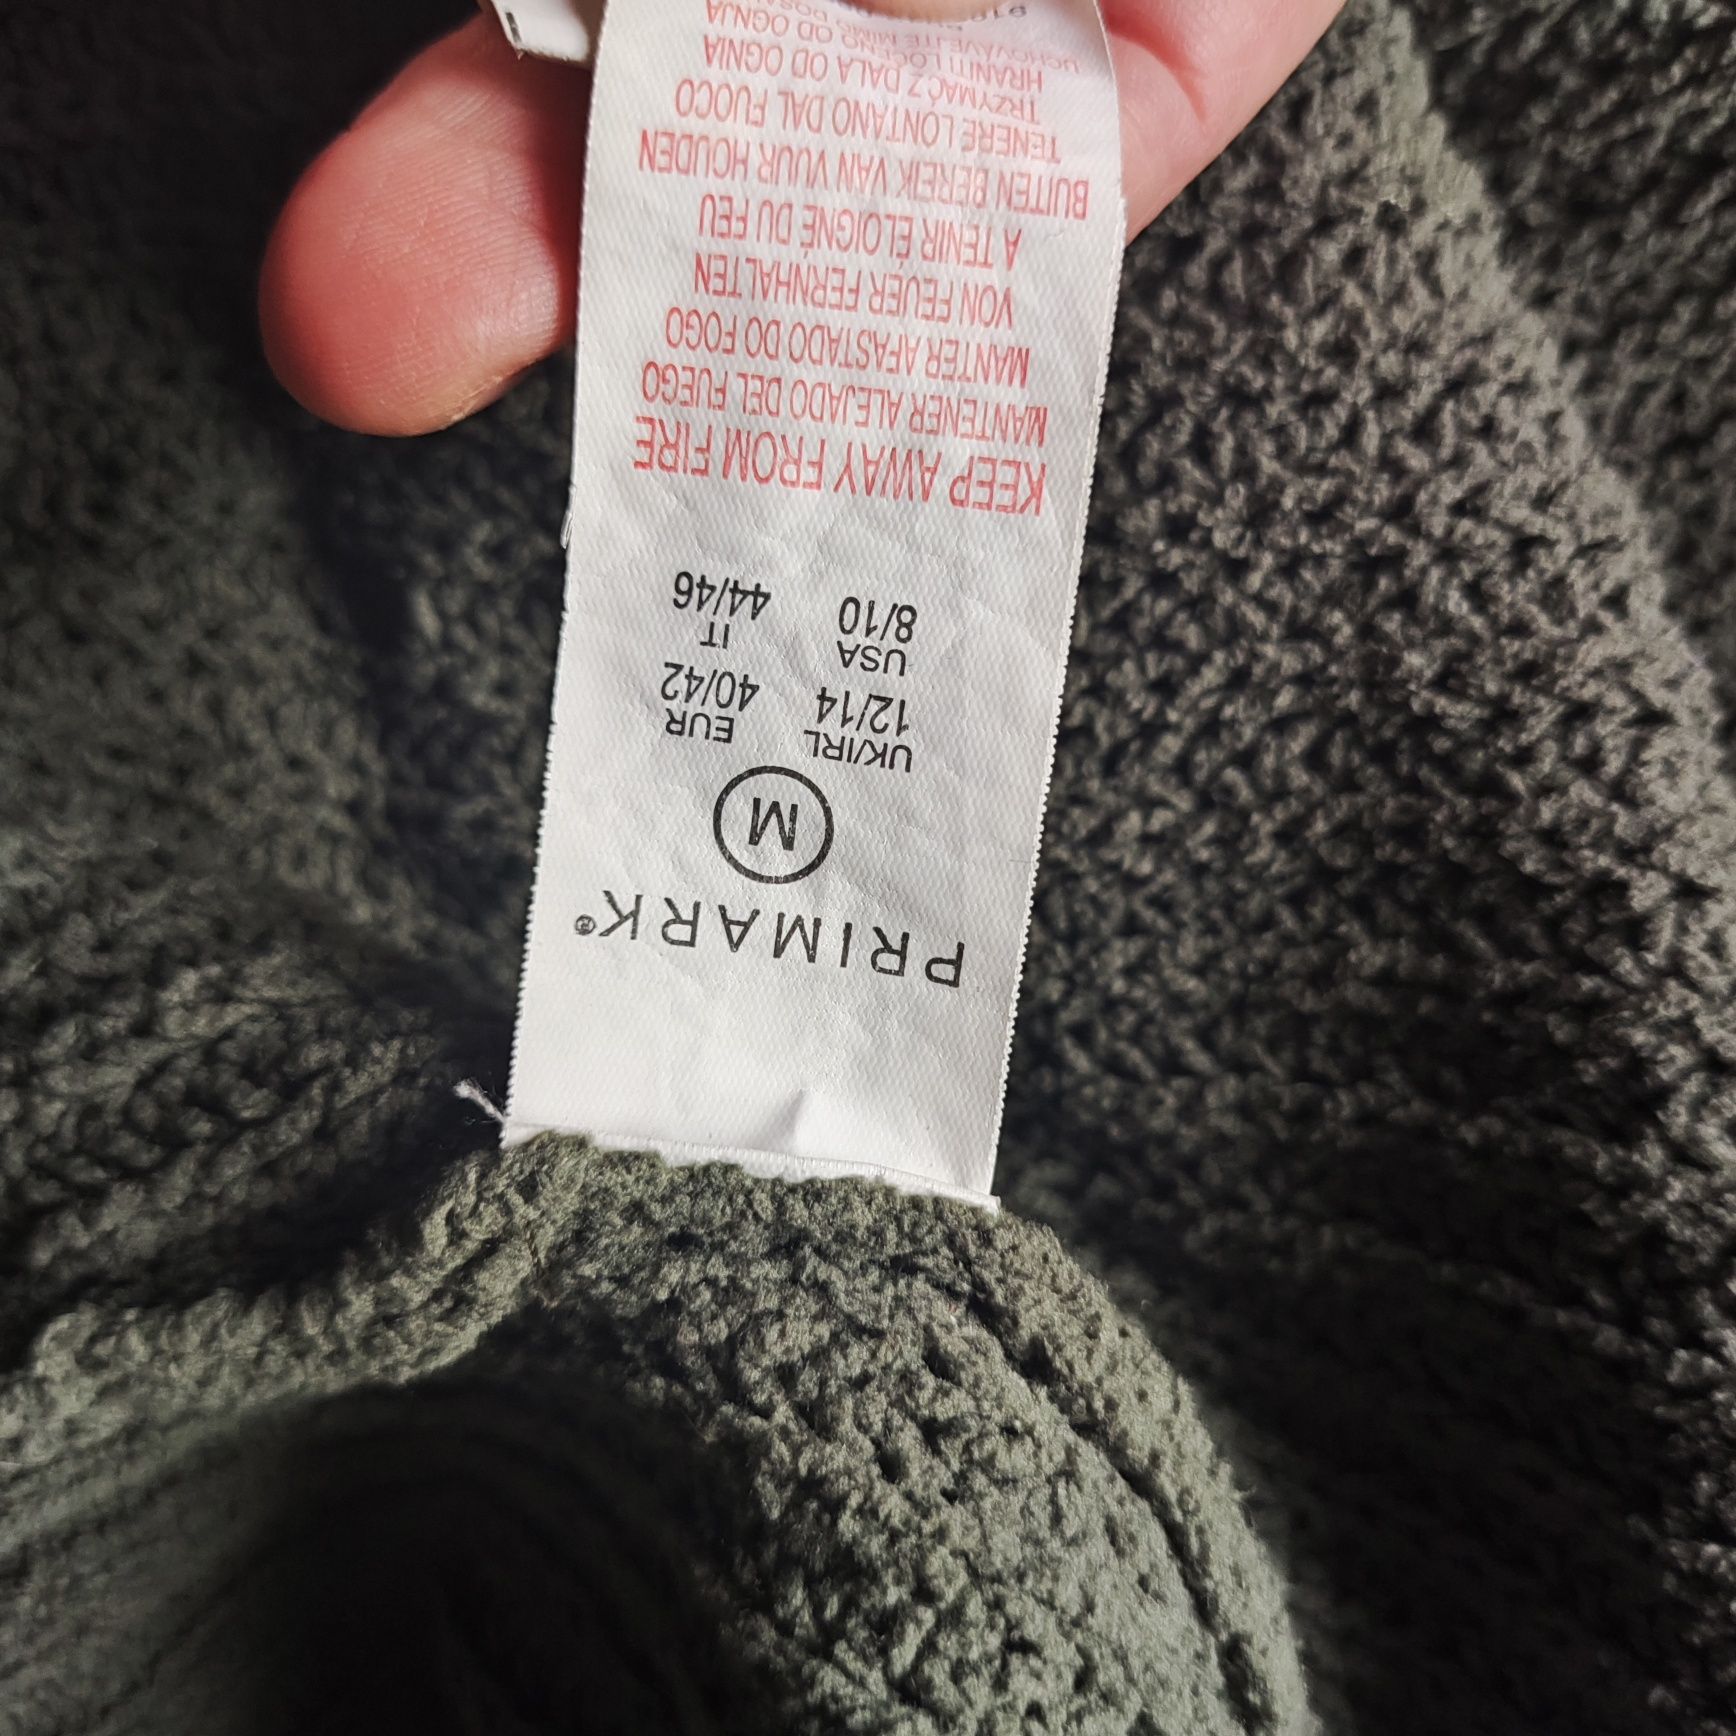 PRIMARK®
M
UK/IRL EUR
12/14 40/42
USA IT
8/10 44/46
KEEP AWAY FROM FIRE
MANTENER ALEJADO DEL FUEGO
MANTER AFASTADO DO FOGO
VON FEUER FERNHALTEN
A TENIR ÉLOIGNÉ DU FEU
BUITEN BEREIK VAN VUUR HOUDEN
TENERE LONTANO DAL FUOCO
TRZYMAĆ Z DALA OD OGNIA
HRANITI LOČENO OD OGNJA
UCHOVÁVEJTE MIMO